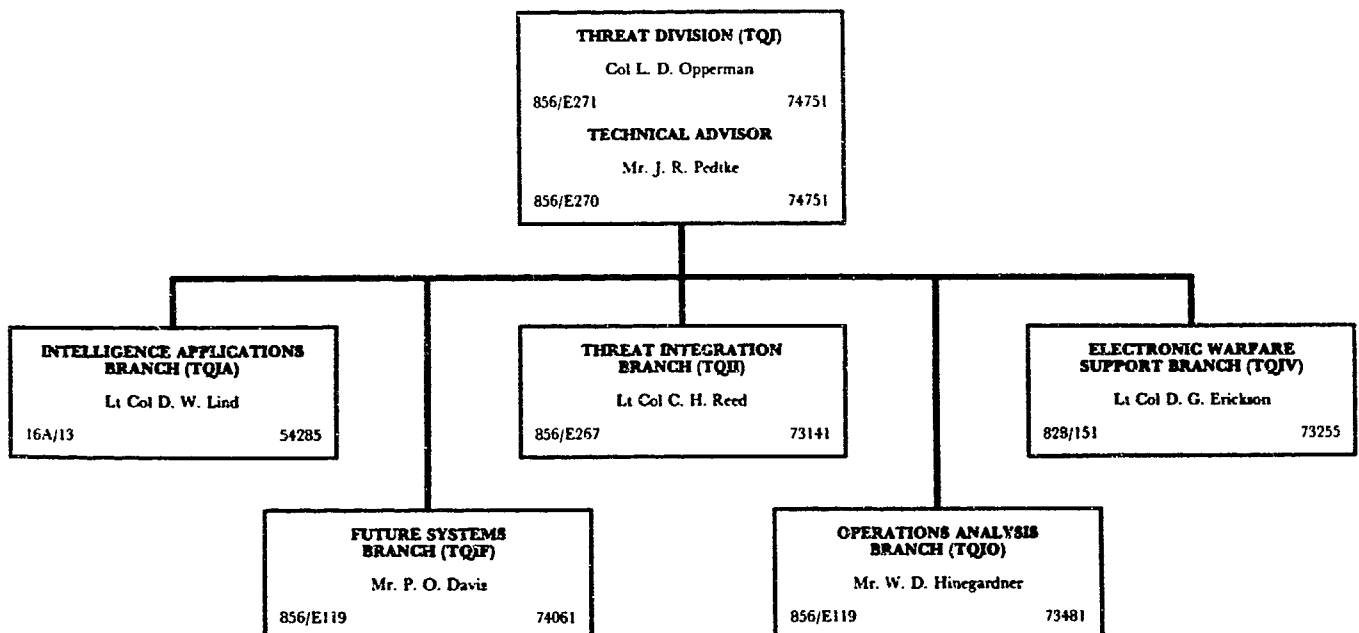 THREAT DIVISION (TQJ)
Col L. D. Opperman
856/E271 74751
TECHNICAL ADVISOR
Mr. J. R. Pedtke
856/E270 74751
INTELLIGENCE APPLICATIONS
BRANCH (TQJA)
Lt Col D. W. Lind
16A/13 54285
THREAT INTEGRATION
BRANCH (TQJI)
Lt Col C. H. Reed
856/E267 73141
ELECTRONIC WARFARE
SUPPORT BRANCH (TQJV)
Lt Col D. G. Erickson
828/151 73255
FUTURE SYSTEMS
BRANCH (TQJF)
Mr. P. O. Davis
856/E119 74061
OPERATIONS ANALYSIS
BRANCH (TQJO)
Mr. W. D. Hinegardner
856/E119 73481